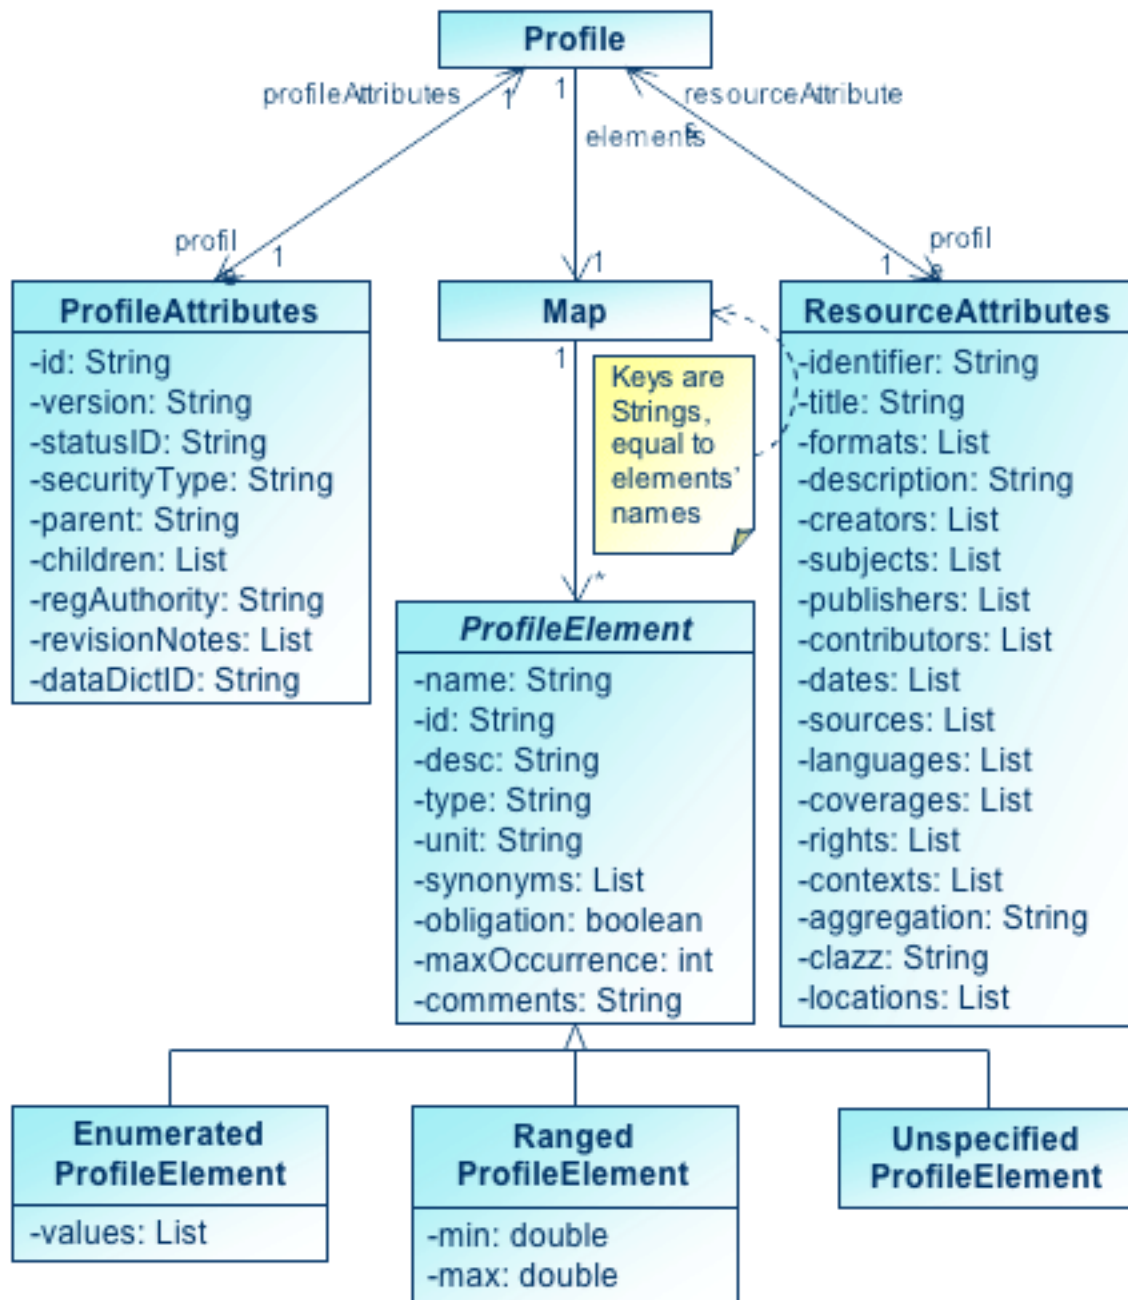 Profile
profileAttributes
1
1
resourceAttribute
s
elements
profil
e
1
1
1
profil
e
ProfileAttributes
-id: String
-version: String
-statusID: String
-securityType: String
-parent: String
-children: List
-regAuthority: String
-revisionNotes: List
-dataDictID: String
Map
1
Keys are
Strings,
equal to
elements'
names
*
ResourceAttributes
-identifier: String
-title: String
-formats: List
-description: String
-creators: List
-subjects: List
-publishers: List
-contributors: List
-dates: List
-sources: List
-languages: List
-coverages: List
-rights: List
-contexts: List
-aggregation: String
-clazz: String
-locations: List
ProfileElement
-name: String
-id: String
-desc: String
-type: String
-unit: String
-synonyms: List
-obligation: boolean
-maxOccurrence: int
-comments: String
Enumerated
ProfileElement
-values: List
Ranged
ProfileElement
-min: double
-max: double
Unspecified
ProfileElement